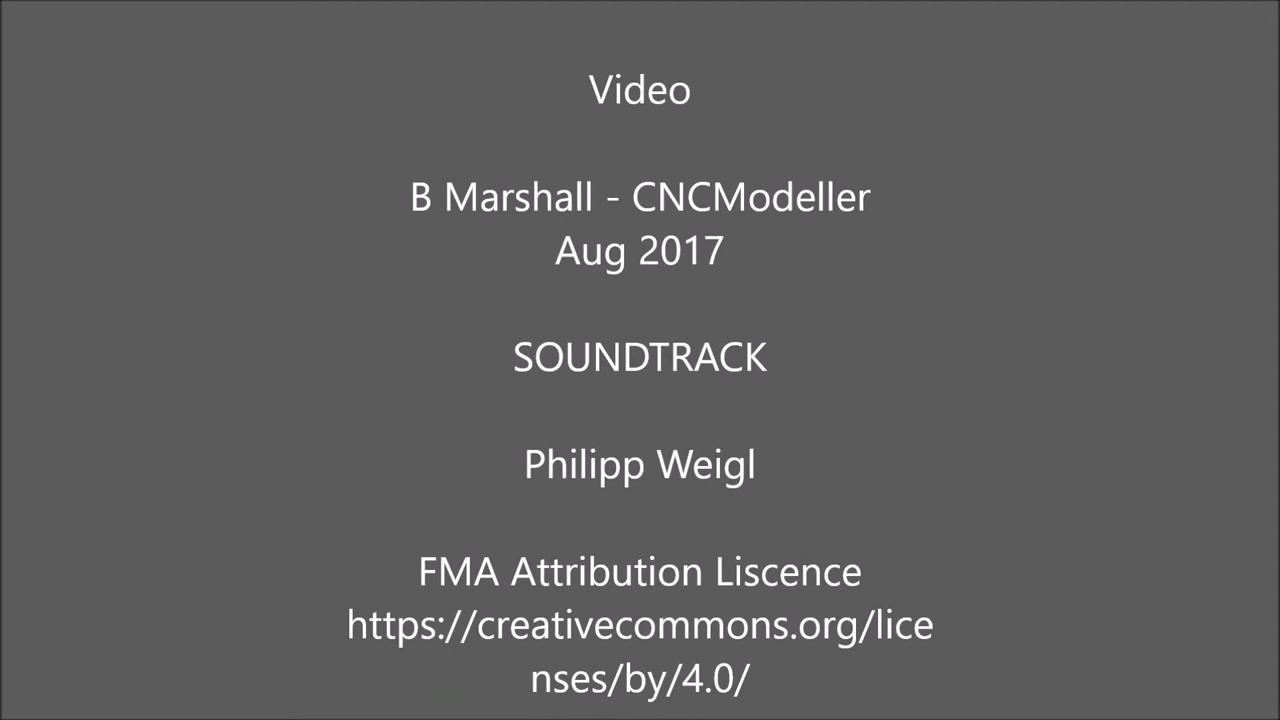 Video
B Marshall - CNCModeller
Aug 2017
SOUNDTRACK
Philipp Weigl
FMA Attribution Liscence
https://creativecommons.org/lice
nses/by/4.0/